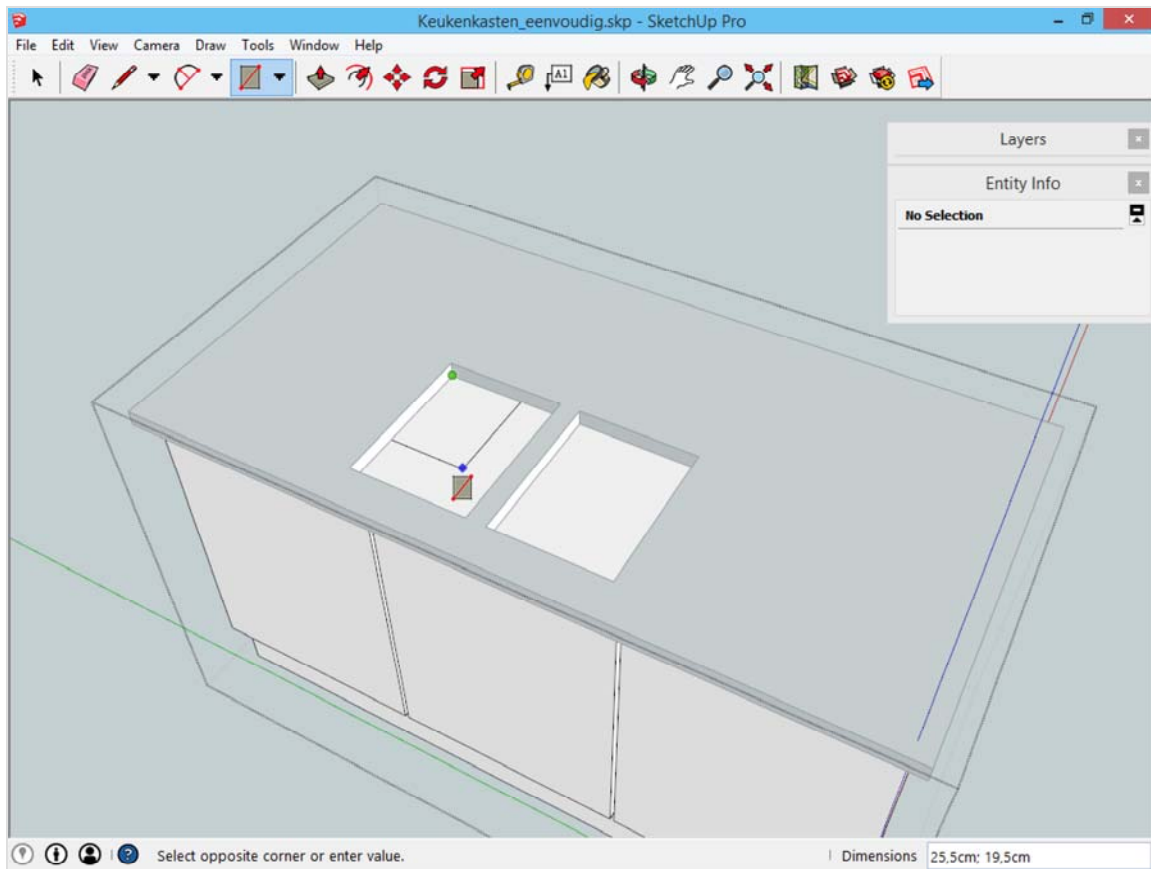 Keukenkasten_eenvoudig.skp - SketchUp Pro
File Edit View Camera Draw Tools Window Help
A1
Layers
Entity Info
No Selection
Select opposite corner or enter value.
Dimensions 25,5cm; 19,5cm